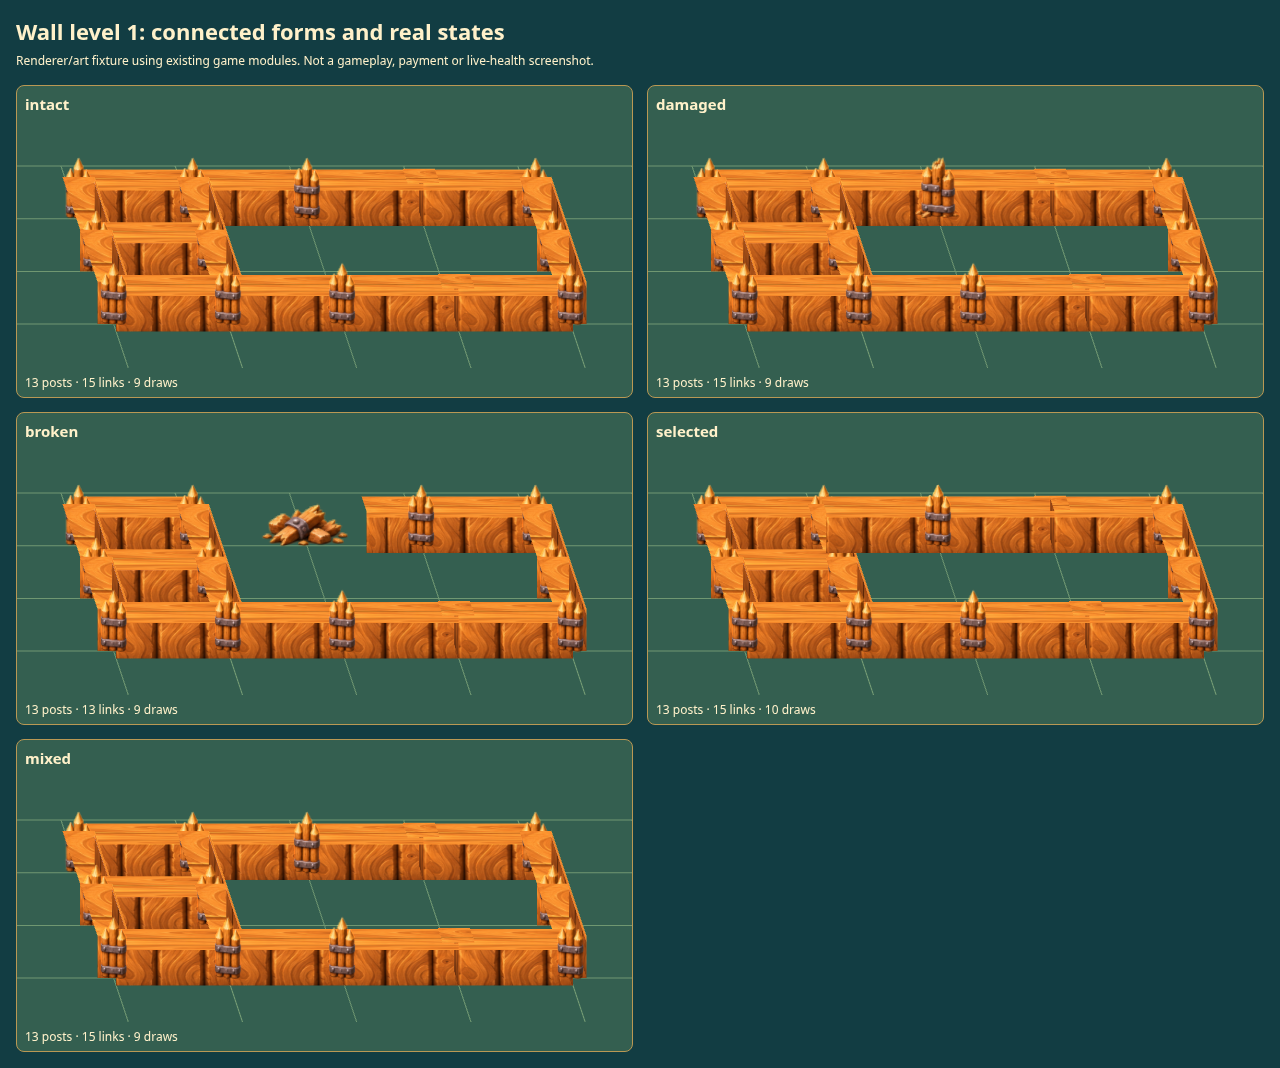 Wall level 1: connected forms and real states
Renderer/art fixture using existing game modules. Not a gameplay, payment or live-health screenshot.
intact
13 posts · 15 links · 9 draws
damaged
13 posts · 15 links · 9 draws
broken
13 posts · 13 links · 9 draws
selected
13 posts · 15 links · 10 draws
mixed
13 posts · 15 links · 9 draws